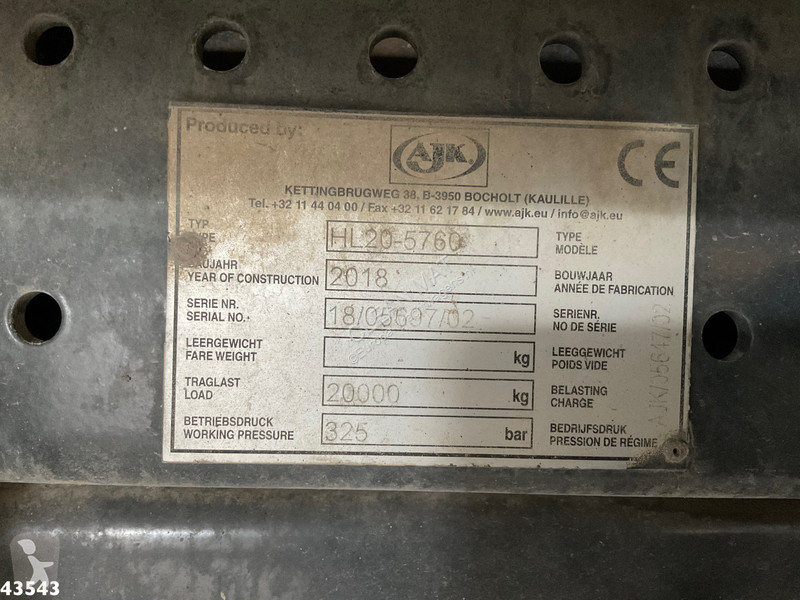 Produced by:
AJK.
CE
KETTINGBRUGWEG 38, B-3950 BOCHOLT (KAULILLE)
Tel. +32 11 44 04 00 / Fax +32 11 62 17 84 / www.ajk.eu / info@ajk.eu
TYP
HL20-5760
TYPE
MODÈLE
BAUJAHR
YEAR OF CONSTRUCTION
2018
BOUWJAAR
ANNÉE DE FABRICATION
SERIE NR.
SERIAL NO.
18/05697/02
SERIENR.
NO DE SÉRIE
LEERGEWICHT
FARE WEIGHT
kg
LEEGGEWICHT
POIDS VIDE
TRAGLAST
LOAD
20000 kg
BELASTING
CHARGE
BETRIEBSDRUCK
WORKING PRESSURE
325 bar
BEDRIJFSDRUK
PRESSION DE RÉGIME
43543